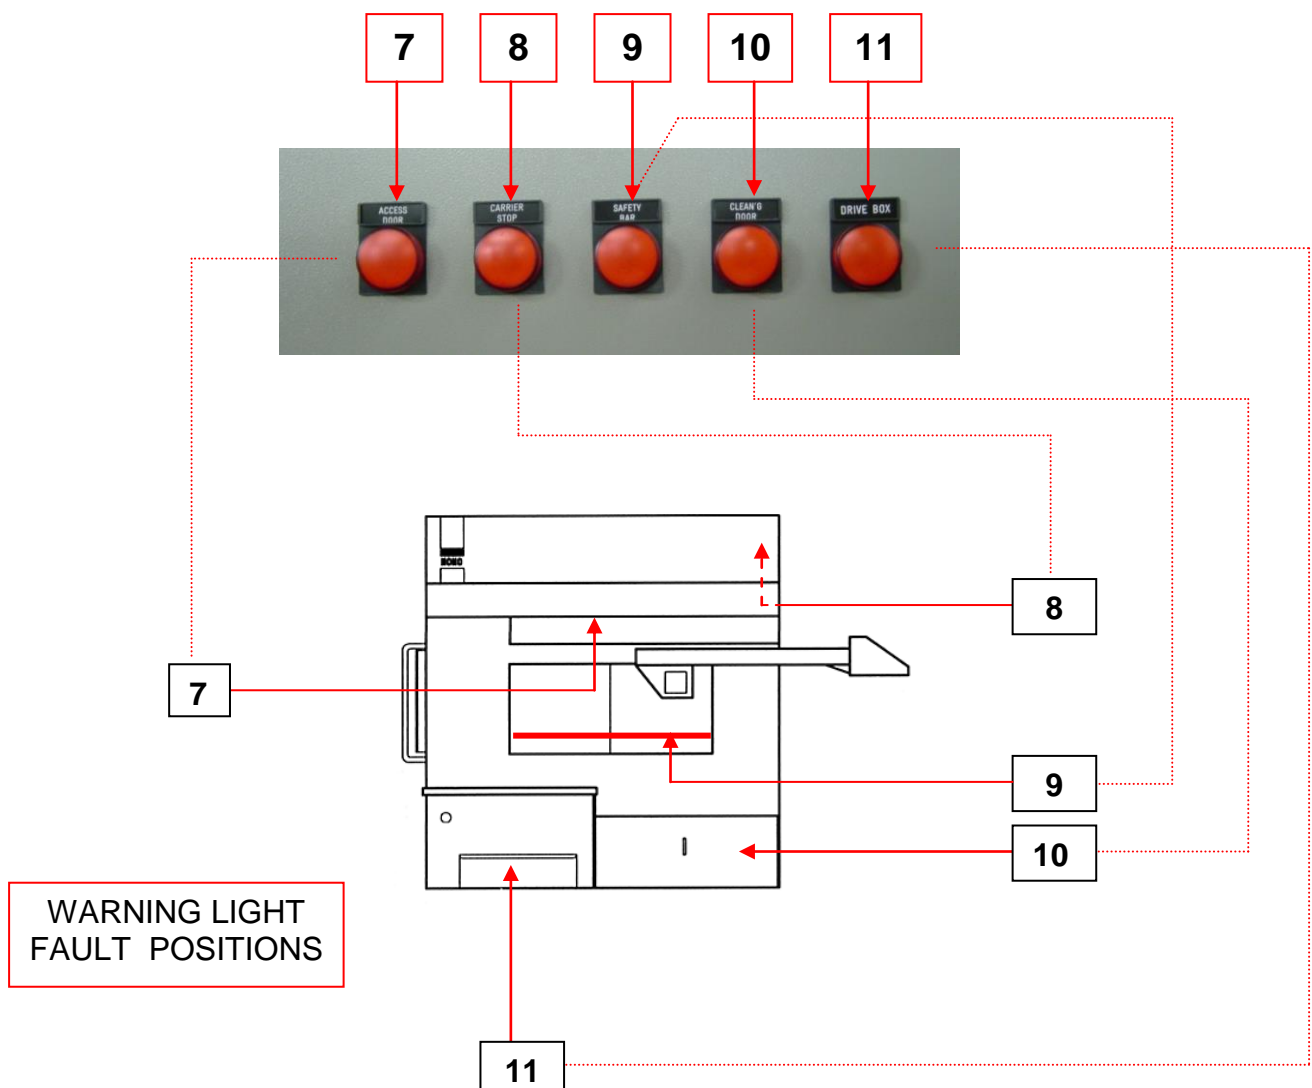 7 8 9 10 11
ACCESS
DOOR
CARRIER
STOP
SAFETY
BAR
CLEAN'G
DOOR
DRIVE BOX
MONO
8
7
9
10
WARNING LIGHT
FAULT POSITIONS
11